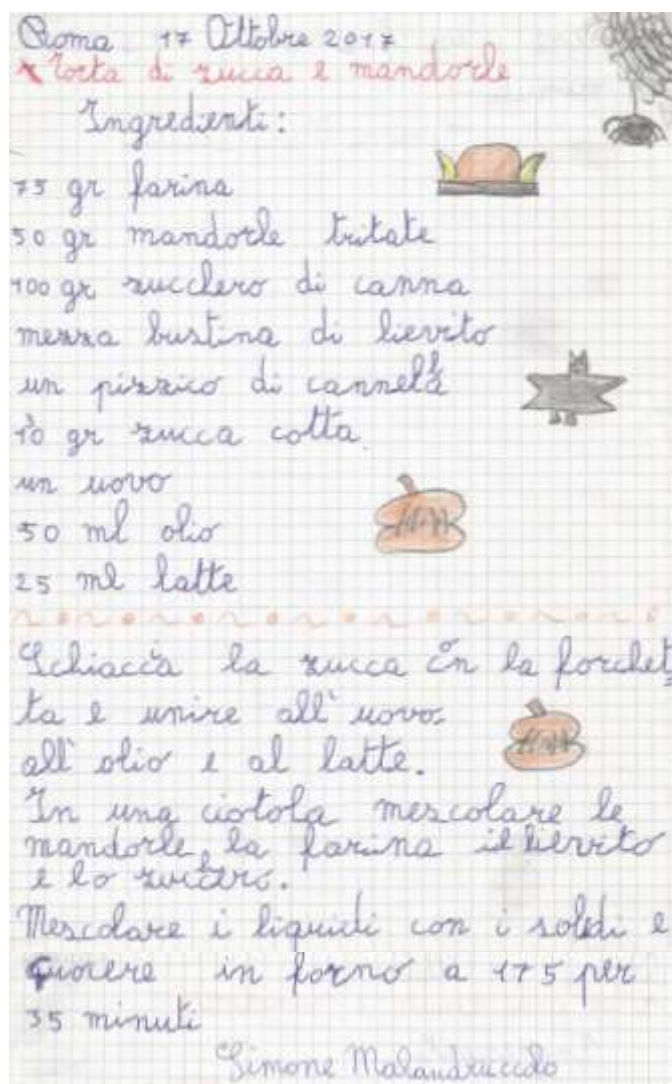 Roma 17 Ottobre 2017
Torta di zucca e mandorle
Ingredienti:
75 gr farina
50 gr mandorle tritate
100 gr zucchero di canna
mezza bustina di lievito
un pizzico di cannella
10 gr zucca cotta
un uovo
50 ml olio
25 ml latte
Schiaccia la zucca con la forchet
ta e unire all'uovo
all'olio e al latte.
In una ciotola mescolare le
mandorle, la farina il lievito
e lo zucchero.
Mescolare i liquidi con i solidi e
quocere in forno a 175 per
35 minuti
Simone